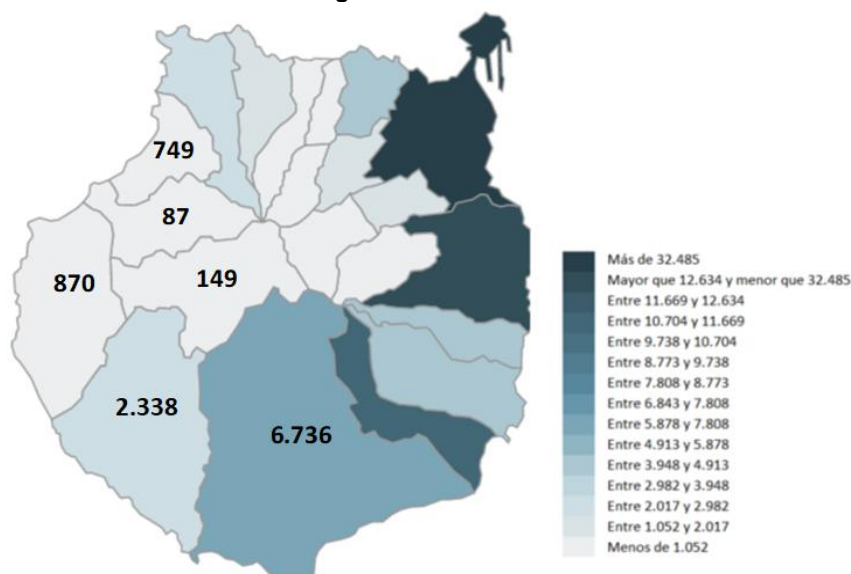 749
87
870
149
2.338
6.736
Más de 32.485
Mayor que 12.634 y menor que 32.485
Entre 11.669 y 12.634
Entre 10.704 y 11.669
Entre 9.738 y 10.704
Entre 8.773 y 9.738
Entre 7.808 y 8.773
Entre 6.843 y 7.808
Entre 5.878 y 7.808
Entre 4.913 y 5.878
Entre 3.948 y 4.913
Entre 2.982 y 3.948
Entre 2.017 y 2.982
Entre 1.052 y 2.017
Menos de 1.052